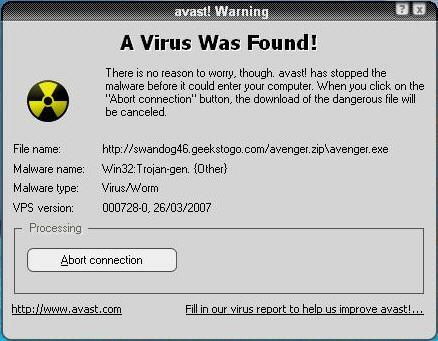 avast! Warning
? x
A Virus Was Found!
There is no reason to worry, though. avast! has stopped the
malware before it could enter your computer. When you click on the
"Abort connection" button, the download of the dangerous file will
be canceled.
File name: http://swandog46.geekstogo.com/avenger.zip\avenger.exe
Malware name: Win32:Trojan-gen. {Other}
Malware type: Virus/Worm
VPS version: 000728-0, 26/03/2007
Processing
Abort connection
http://www.avast.com Fill in our virus report to help us improve avast!...